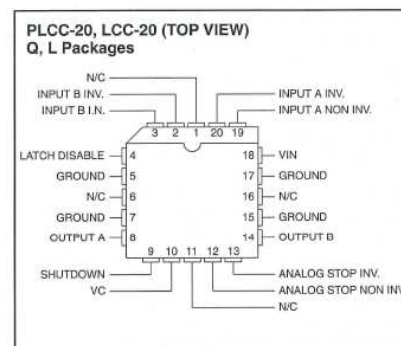 PLCC-20, LCC-20 (TOP VIEW)
Q, L Packages
N/C
INPUT B INV.
INPUT B I.N.
INPUT A INV.
INPUT A NON INV.
3 2 1 20 19
LATCH DISABLE 4
GROUND 5
N/C 6
GROUND 7
OUTPUT A 8
18 VIN
17 GROUND
16 N/C
15 GROUND
14 OUTPUT B
9 10 11 12 13
SHUTDOWN
VC
ANALOG STOP INV.
ANALOG STOP NON INV
N/C